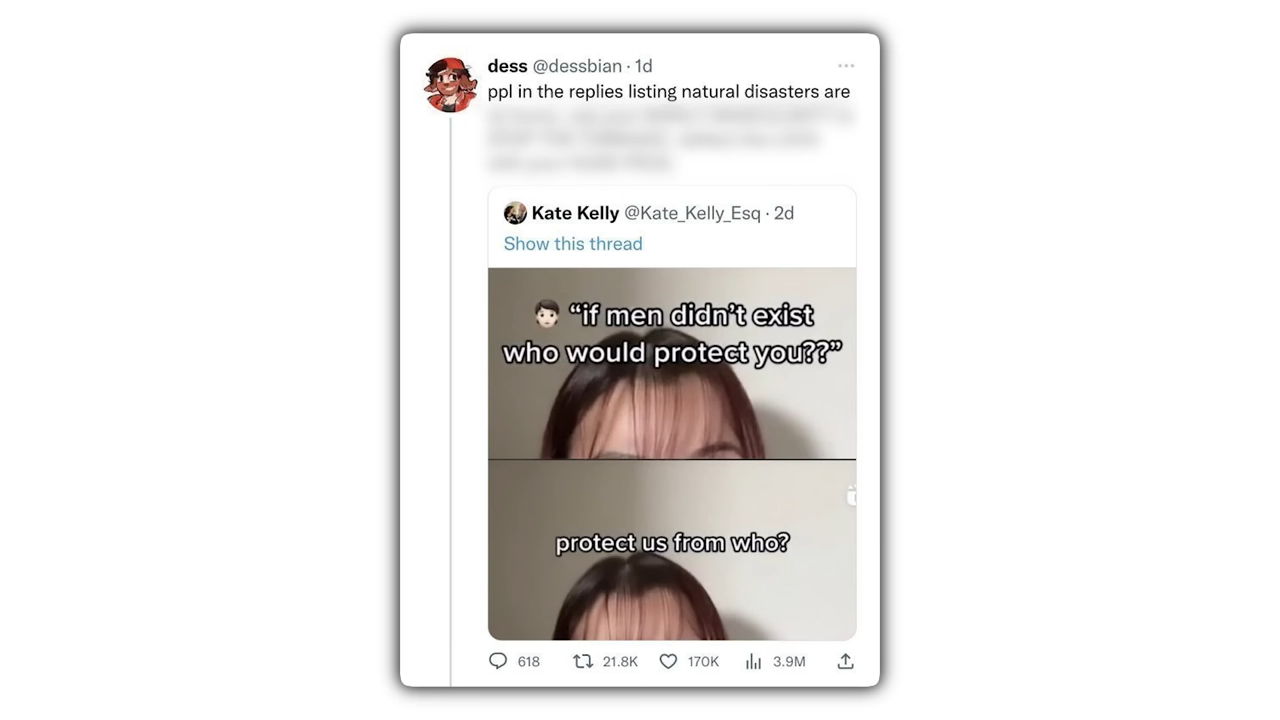 dess @dessbian · 1d
ppl in the replies listing natural disasters are
Kate Kelly @Kate_Kelly_Esq · 2d
Show this thread
🧑🏻 “if men didn’t exist
who would protect you??”
protect us from who?
618 21.8K 170K 3.9M